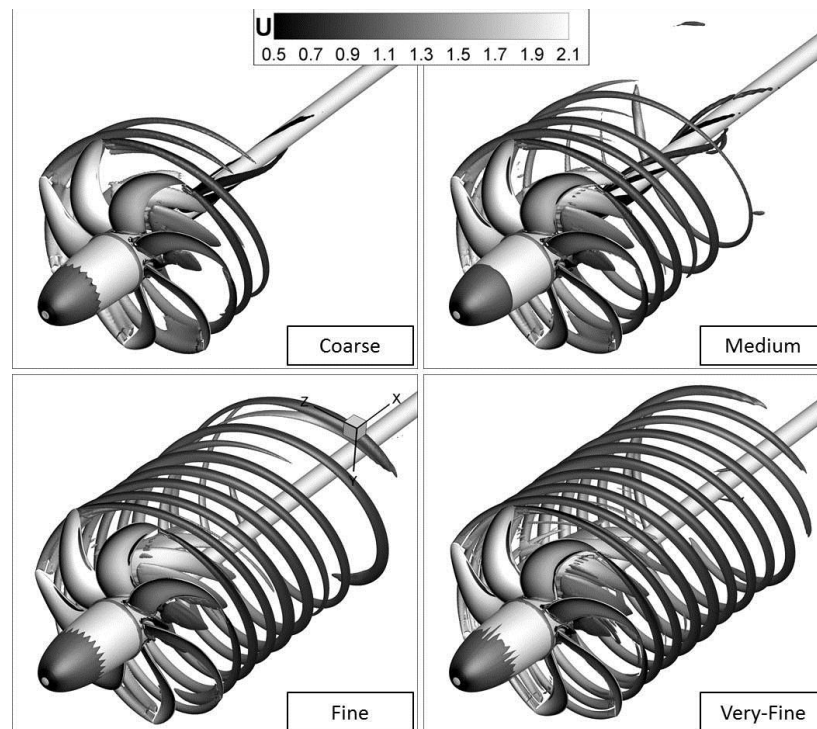 U
0.5 0.7 0.9 1.1 1.3 1.5 1.7 1.9 2.1
Coarse
Medium
Z
X
Y
Fine
Very-Fine